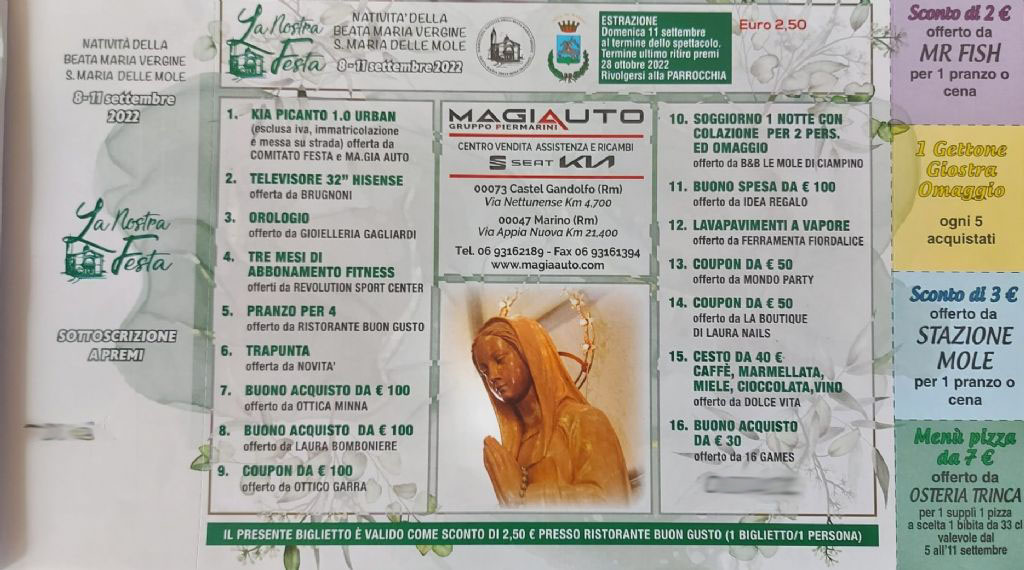 NATIVITÀ DELLA
BEATA MARIA VERGINE
S. MARIA DELLE MOLE
8-11 settembre
2022
La Nostra
Festa
SOTTOSCRIZIONE
A PREMI
La Nostra
Festa
NATIVITA' DELLA
BEATA MARIA VERGINE
S. MARIA DELLE MOLE
8-11 settembre 2022
ESTRAZIONE
Domenica 11 settembre
al termine dello spettacolo.
Termine ultimo ritiro premi
28 ottobre 2022
Rivolgersi alla PARROCCHIA
Euro 2,50
1. KIA PICANTO 1.0 URBAN
(esclusa iva, immatricolazione
e messa su strada) offerta da
COMITATO FESTA e MA.GIA AUTO
2. TELEVISORE 32" HISENSE
offerta da BRUGNONI
3. OROLOGIO
offerto da GIOIELLERIA GAGLIARDI
4. TRE MESI DI
ABBONAMENTO FITNESS
offerti da REVOLUTION SPORT CENTER
5. PRANZO PER 4
offerto da RISTORANTE BUON GUSTO
6. TRAPUNTA
offerta da NOVITA'
7. BUONO ACQUISTO DA € 100
offerto da OTTICA MINNA
8. BUONO ACQUISTO DA € 100
offerto da LAURA BOMBONIERE
9. COUPON DA € 100
offerto da OTTICO GARRA
MAGIAUTO
GRUPPO PIERMARINI
CENTRO VENDITA ASSISTENZA E RICAMBI
SEAT KIA
00073 Castel Gandolfo (Rm)
Via Nettunense Km 4,700
00047 Marino (Rm)
Via Appia Nuova Km 21,400
Tel. 06 93162189 - Fax 06 93161394
www.magiaauto.com
10. SOGGIORNO 1 NOTTE CON
COLAZIONE PER 2 PERS.
ED OMAGGIO
offerto da B&B LE MOLE DI CIAMPINO
11. BUONO SPESA DA € 100
offerto da IDEA REGALO
12. LAVAPAVIMENTI A VAPORE
offerto da FERRAMENTA FIORDALICE
13. COUPON DA € 50
offerto da MONDO PARTY
14. COUPON DA € 50
offerto da LA BOUTIQUE
DI LAURA NAILS
15. CESTO DA 40 €
CAFFÈ, MARMELLATA,
MIELE, CIOCCOLATA,VINO
offerto da DOLCE VITA
16. BUONO ACQUISTO
DA € 30
offerto da 16 GAMES
IL PRESENTE BIGLIETTO È VALIDO COME SCONTO DI 2,50 € PRESSO RISTORANTE BUON GUSTO (1 BIGLIETTO/1 PERSONA)
Sconto di 2 €
offerto da
MR FISH
per 1 pranzo o
cena
1 Gettone
Giostra
Omaggio
ogni 5
acquistati
Sconto di 3 €
offerto da
STAZIONE
MOLE
per 1 pranzo o
cena
Menù pizza
da 7 €
offerto da
OSTERIA TRINCA
per 1 supplì 1 pizza
a scelta 1 bibita da 33 cl
valevole dal
5 all'11 settembre